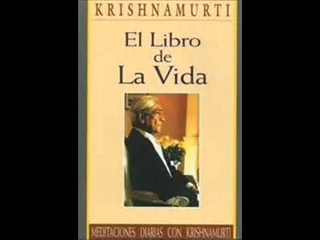 KRISHNAMURTI
El Libro
de
La Vida
MEDITACIONES DIARIAS CON KRISHNAMURTI